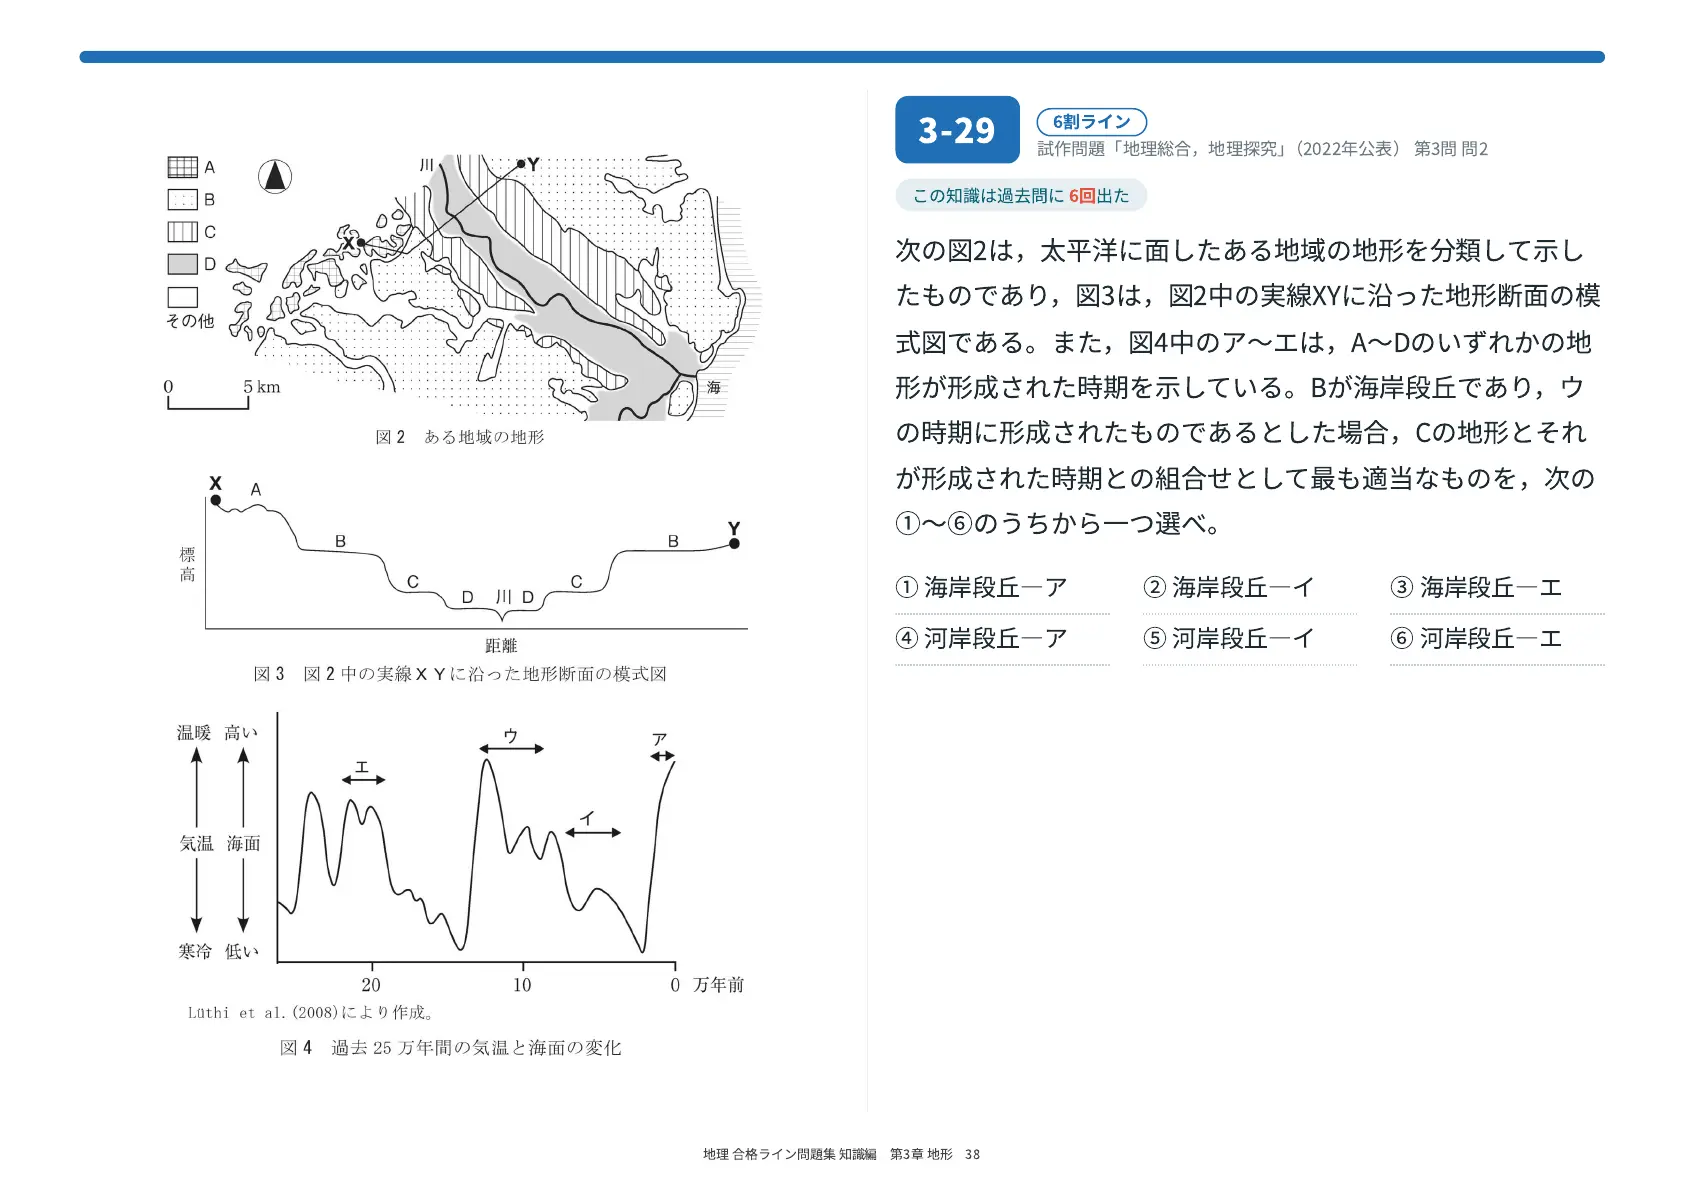 A
B
C
D
その他
川
Y
X
海
0 5 km
図2 ある地域の地形
X
A
B
C
D
川
D
C
B
Y
標高
距離
図3 図2中の実線XYに沿った地形断面の模式図
温暖 高い
気温 海面
寒冷 低い
エ
ウ
イ
ア
20 10 0 万年前
Lüthi et al.(2008)により作成。
図4 過去25万年間の気温と海面の変化
3-29
6割ライン
試作問題「地理総合，地理探究」（2022年公表） 第3問 問2
この知識は過去問に 6回出た
次の図2は，太平洋に面したある地域の地形を分類して示し
たものであり，図3は，図2中の実線XYに沿った地形断面の模
式図である。また，図4中のア〜エは，A〜Dのいずれかの地
形が形成された時期を示している。Bが海岸段丘であり，ウ
の時期に形成されたものであるとした場合，Cの地形とそれ
が形成された時期との組合せとして最も適当なものを，次の
①〜⑥のうちから一つ選べ。
① 海岸段丘―ア ② 海岸段丘―イ ③ 海岸段丘―エ
④ 河岸段丘―ア ⑤ 河岸段丘―イ ⑥ 河岸段丘―エ
地理 合格ライン問題集 知識編 第3章 地形 38